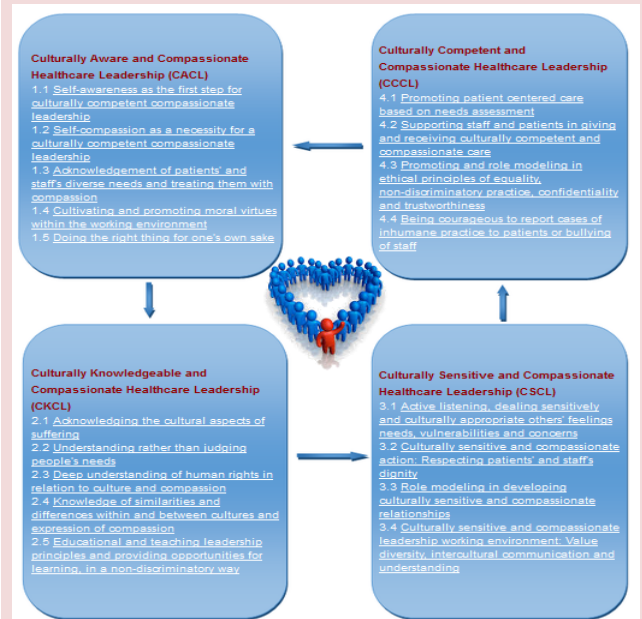 Culturally Aware and Compassionate
Healthcare Leadership (CACL)
1.1 Self-awareness as the first step for
culturally competent compassionate
leadership
1.2 Self-compassion as a necessity for a
culturally competent compassionate
leadership
1.3 Acknowledgement of patients' and
staff's diverse needs and treating them with
compassion
1.4 Cultivating and promoting moral virtues
within the working environment
1.5 Doing the right thing for one's own sake
Culturally Competent and
Compassionate Healthcare Leadership
(CCCL)
4.1 Promoting patient centered care
based on needs assessment
4.2 Supporting staff and patients in giving
and receiving culturally competent and
compassionate care
4.3 Promoting and role modeling in
ethical principles of equality,
non-discriminatory practice, confidentiality
and trustworthiness
4.4 Being courageous to report cases of
inhumane practice to patients or bullying
of staff
Culturally Knowledgeable and
Compassionate Healthcare Leadership
(CKCL)
2.1 Acknowledging the cultural aspects of
suffering
2.2 Understanding rather than judging
people's needs
2.3 Deep understanding of human rights in
relation to culture and compassion
2.4 Knowledge of similarities and
differences within and between cultures and
expression of compassion
2.5 Educational and teaching leadership
principles and providing opportunities for
learning, in a non-discriminatory way
Culturally Sensitive and Compassionate
Healthcare Leadership (CSCL)
3.1 Active listening, dealing sensitively
and culturally appropriate others' feelings
needs, vulnerabilities and concerns
3.2 Culturally sensitive and compassionate
action: Respecting patients' and staff's
dignity
3.3 Role modeling in developing
culturally sensitive and compassionate
relationships
3.4 Culturally sensitive and compassionate
leadership working environment: Value
diversity, intercultural communication and
understanding